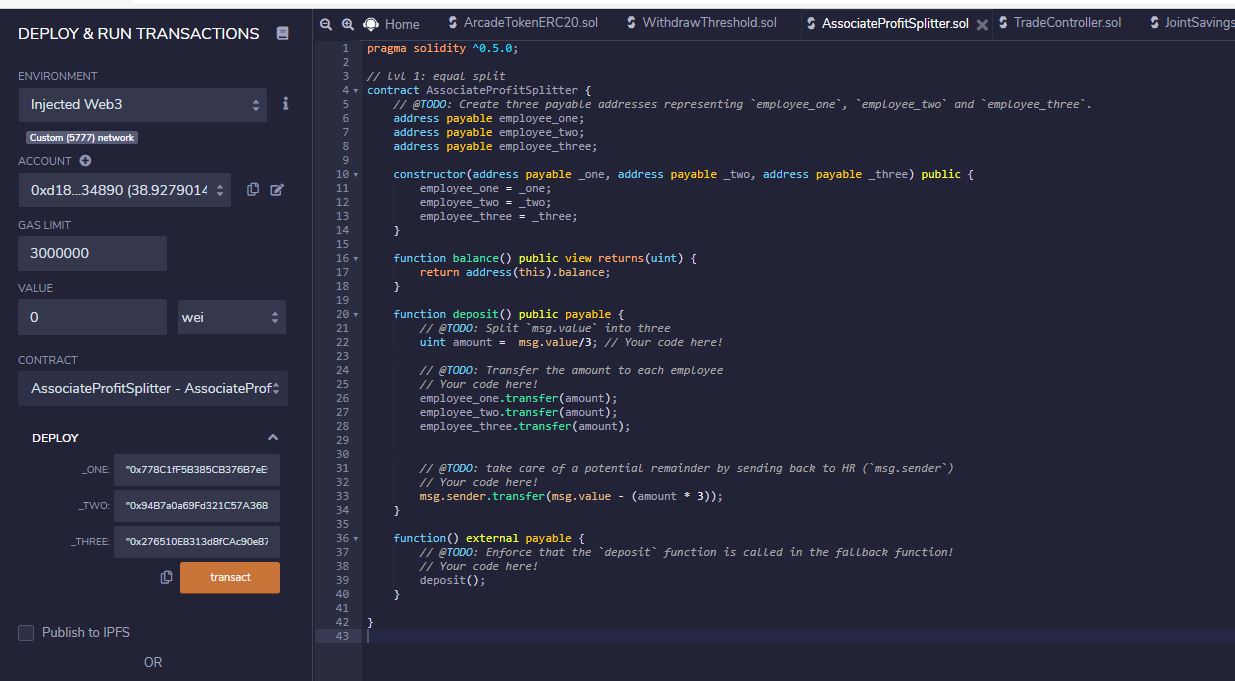 DEPLOY & RUN TRANSACTIONS
ENVIRONMENT
Injected Web3
Custom (5777) network
ACCOUNT
0xd18...34890 (38.9279014
GAS LIMIT
3000000
VALUE
0
wei
CONTRACT
AssociateProfitSplitter - AssociateProf
DEPLOY
_ONE: "0x778C1fF5B385CB376B7eE
_TWO: "0x94B7a0a69Fd321C57A368
_THREE: "0x276510E8313d8fCAc90e87
transact
Publish to IPFS
OR
Home ArcadeTokenERC20.sol WithdrawThreshold.sol AssociateProfitSplitter.sol TradeController.sol JointSavings
1 pragma solidity ^0.5.0;
2
3 // lvl 1: equal split
4 contract AssociateProfitSplitter {
5 // @TODO: Create three payable addresses representing `employee_one`, `employee_two` and `employee_three`.
6 address payable employee_one;
7 address payable employee_two;
8 address payable employee_three;
9
10 constructor(address payable _one, address payable _two, address payable _three) public {
11 employee_one = _one;
12 employee_two = _two;
13 employee_three = _three;
14 }
15
16 function balance() public view returns(uint) {
17 return address(this).balance;
18 }
19
20 function deposit() public payable {
21 // @TODO: Split `msg.value` into three
22 uint amount =  msg.value/3; // Your code here!
23
24 // @TODO: Transfer the amount to each employee
25 // Your code here!
26 employee_one.transfer(amount);
27 employee_two.transfer(amount);
28 employee_three.transfer(amount);
29
30
31 // @TODO: take care of a potential remainder by sending back to HR (`msg.sender`)
32 // Your code here!
33 msg.sender.transfer(msg.value - (amount * 3));
34 }
35
36 function() external payable {
37 // @TODO: Enforce that the `deposit` function is called in the fallback function!
38 // Your code here!
39 deposit();
40 }
41
42 }
43